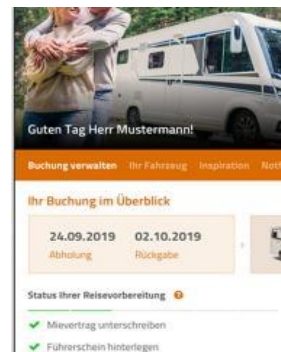 Guten Tag Herr Mustermann!
Buchung verwalten Ihr Fahrzeug Inspiration
Ihr Buchung im Überblick
24.09.2019 02.10.2019
Abholung Rückgabe
Status Ihrer Reisevorbereitung
Mietvertrag unterschreiben
Führerschein hinterlegen